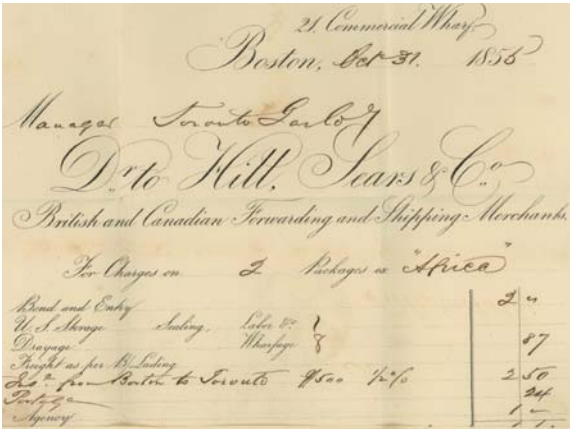 21. Commercial Wharf
Boston, Oct 31. 1855
Manager Toronto Gas Co
Dr. to Hill, Sears & Co.
British and Canadian Forwarding and Shipping Merchants.
For Charges on 2 Packages ex "Africa"
Bond and Entry 2 "
U.S. Storage Sealing, Labor &c.
Drayage Wharfage 87
Freight as per B/Lading
Insce. from Boston to Toronto $500 1/2 % 2 50
Postage 24
Agency 1 "